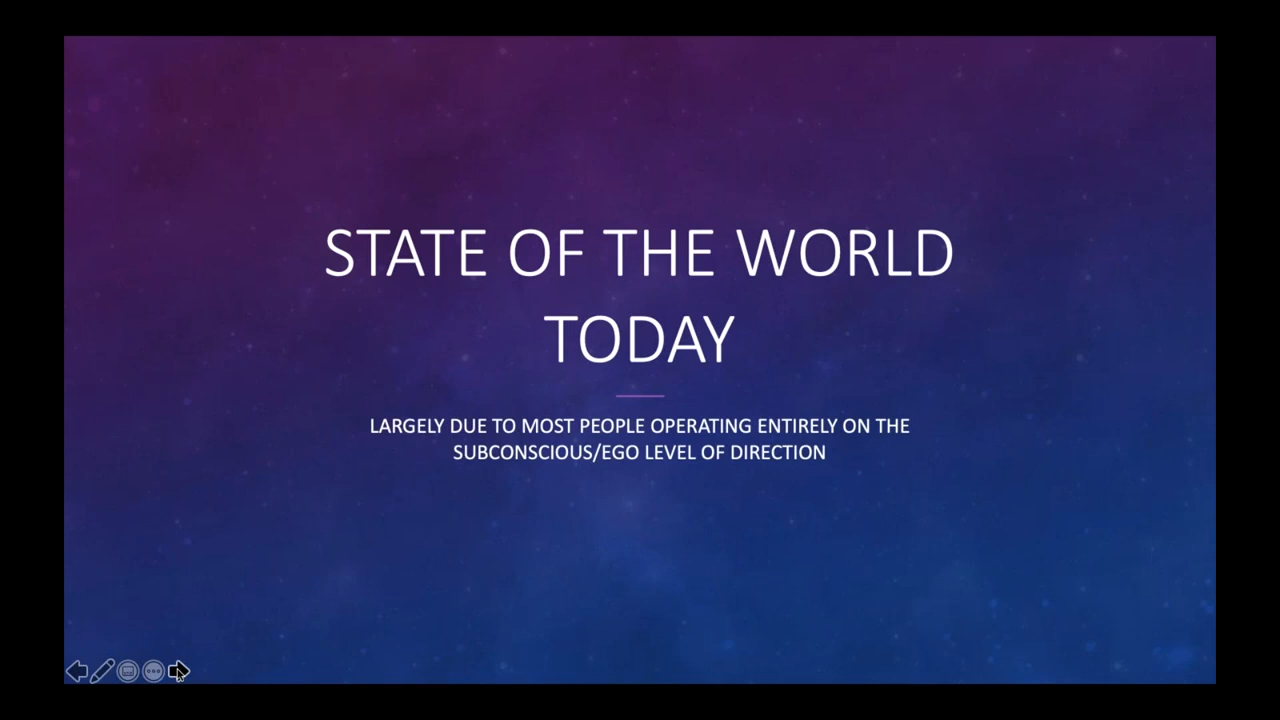 STATE OF THE WORLD
TODAY
LARGELY DUE TO MOST PEOPLE OPERATING ENTIRELY ON THE
SUBCONSCIOUS/EGO LEVEL OF DIRECTION